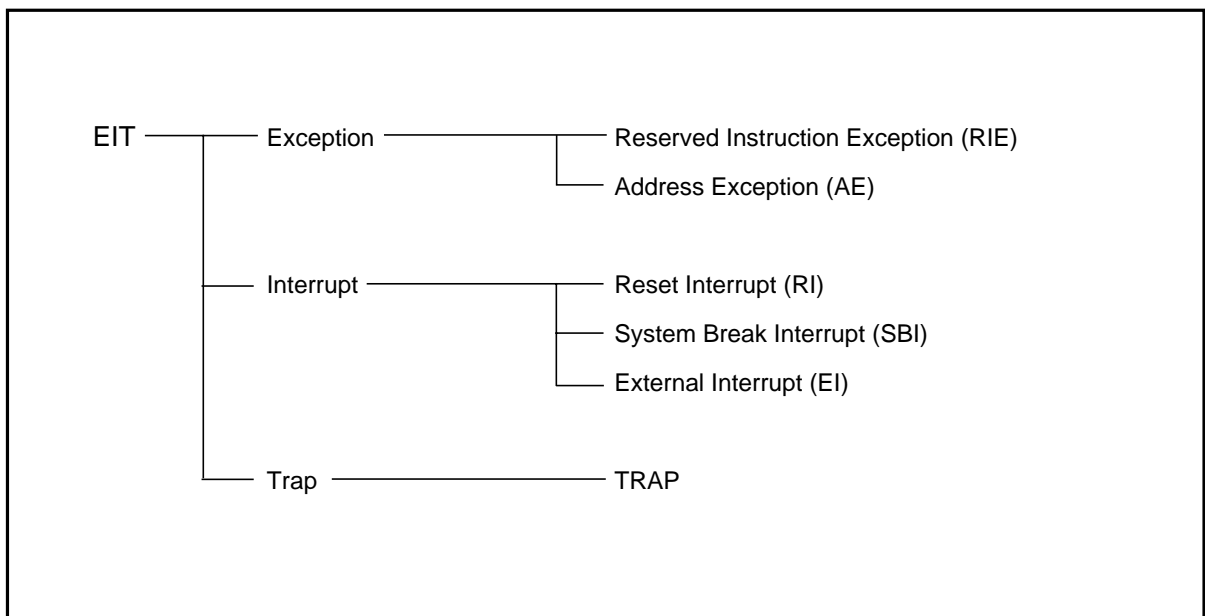 EIT Exception Reserved Instruction Exception (RIE)
Address Exception (AE)
Interrupt Reset Interrupt (RI)
System Break Interrupt (SBI)
External Interrupt (EI)
Trap TRAP